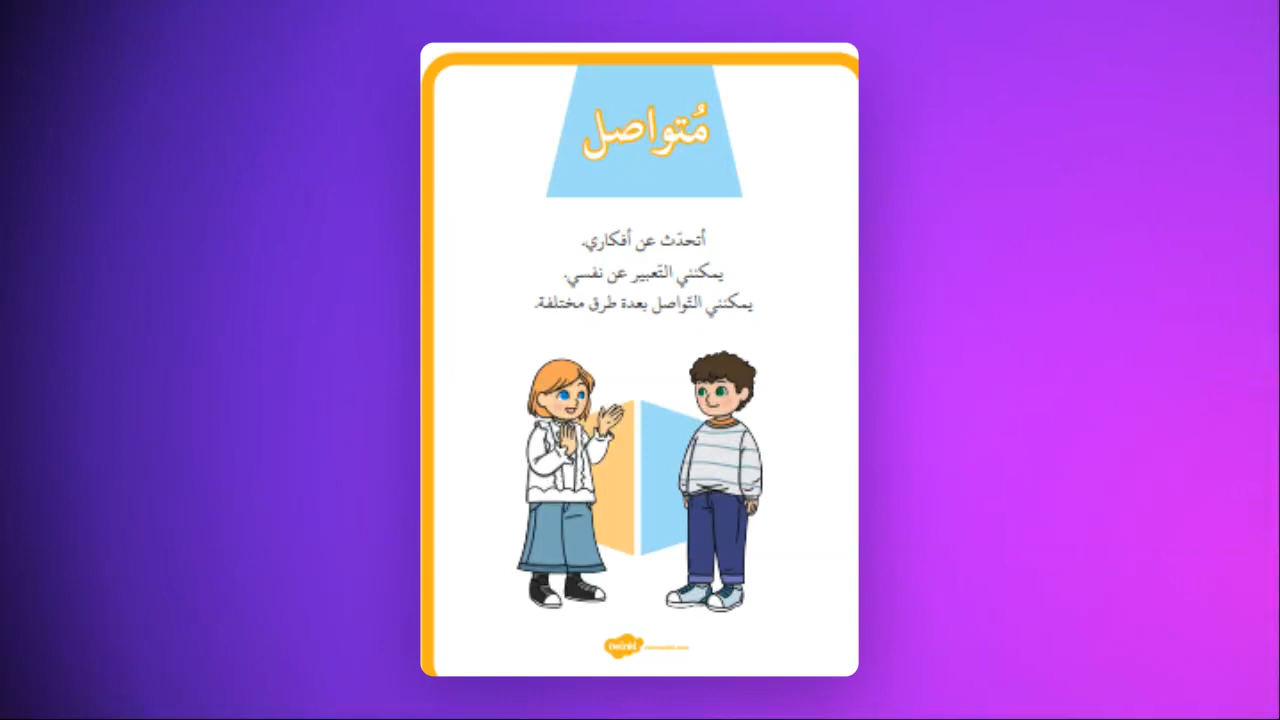 مُتواصل
أتحدّث عن أفكاري.
يمكنني التّعبير عن نفسي.
يمكنني التّواصل بعدة طرق مختلفة.
twinkl